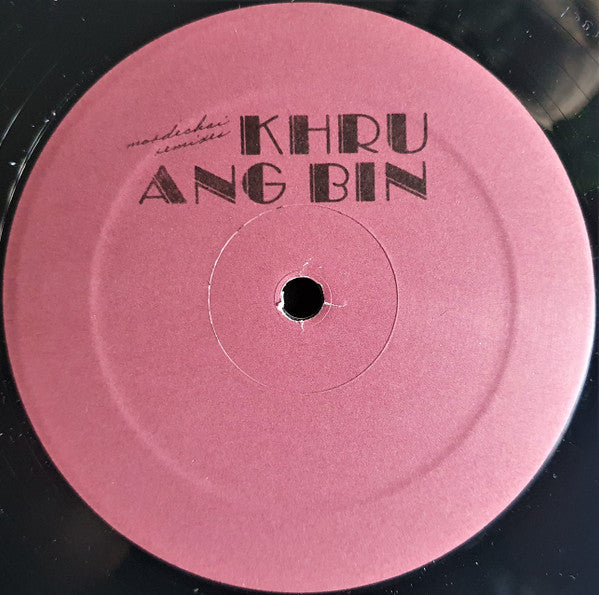 mordechai
remixes
KHRU
ANG BIN